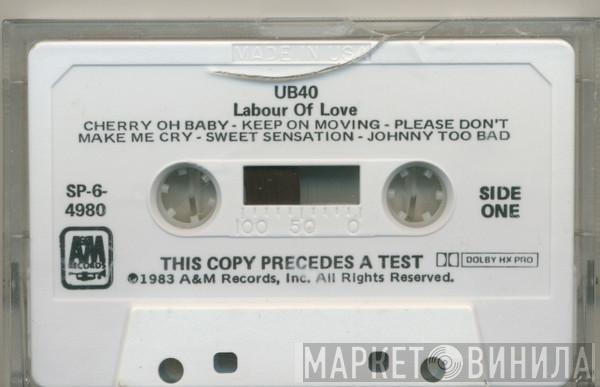 MADE IN USA
UB40
Labour Of Love
CHERRY OH BABY - KEEP ON MOVING - PLEASE DON'T
MAKE ME CRY - SWEET SENSATION - JOHNNY TOO BAD
SP-6-
4980
SIDE
ONE
100 50 0
A&M
RECORDS
THIS COPY PRECEDES A TEST
DOLBY HX PRO
©1983 A&M Records, Inc. All Rights Reserved.
МАРКЕТ ВИНИЛА